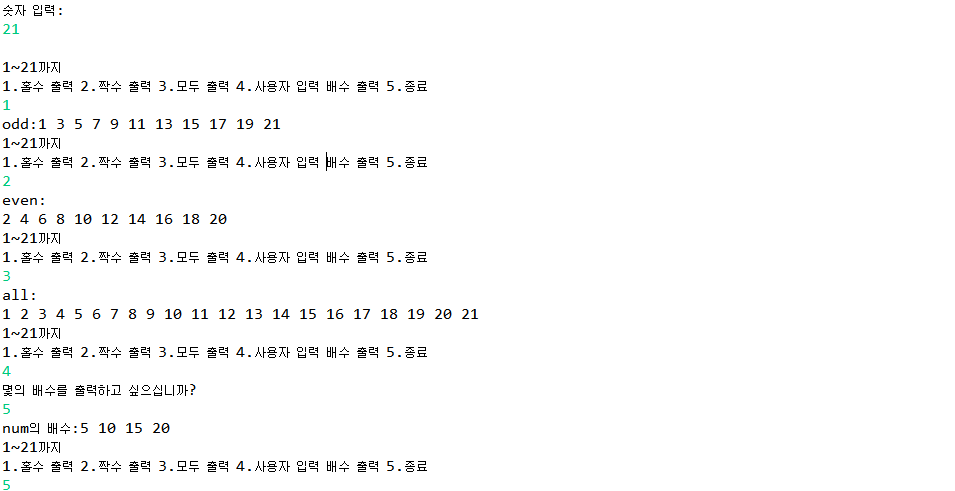 숫자 입력:
21
1~21까지
1.홀수 출력 2.짝수 출력 3.모두 출력 4.사용자 입력 배수 출력 5.종료
1
odd:1 3 5 7 9 11 13 15 17 19 21
1~21까지
1.홀수 출력 2.짝수 출력 3.모두 출력 4.사용자 입력 배수 출력 5.종료
2
even:
2 4 6 8 10 12 14 16 18 20
1~21까지
1.홀수 출력 2.짝수 출력 3.모두 출력 4.사용자 입력 배수 출력 5.종료
3
all:
1 2 3 4 5 6 7 8 9 10 11 12 13 14 15 16 17 18 19 20 21
1~21까지
1.홀수 출력 2.짝수 출력 3.모두 출력 4.사용자 입력 배수 출력 5.종료
4
몇의 배수를 출력하고 싶으십니까?
5
num의 배수:5 10 15 20
1~21까지
1.홀수 출력 2.짝수 출력 3.모두 출력 4.사용자 입력 배수 출력 5.종료
5